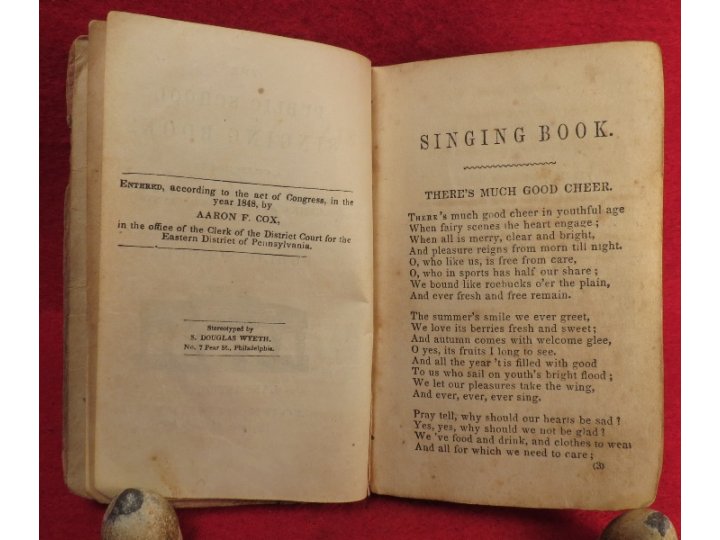 ENTERED, according to the act of Congress, in the
year 1848, by
AARON F. COX,
in the office of the Clerk of the District Court for the
Eastern District of Pennsylvania.
Stereotyped by
S. DOUGLAS WYETH.
No. 7 Pear St., Philadelphia.
SINGING BOOK.
THERE'S MUCH GOOD CHEER.
THERE'S much good cheer in youthful age
When fairy scenes the heart engage;
When all is merry, clear and bright,
And pleasure reigns from morn till night.
O, who like us, is free from care,
O, who in sports has half our share;
We bound like roebucks o'er the plain,
And ever fresh and free remain.
The summer's smile we ever greet,
We love its berries fresh and sweet;
And autumn comes with welcome glee,
O yes, its fruits I long to see.
And all the year 't is filled with good
To us who sail on youth's bright flood;
We let our pleasures take the wing,
And ever, ever, ever sing.
Pray tell, why should our hearts be sad?
Yes, yes, why should we not be glad?
We 've food and drink, and clothes to wear
And all for which we need to care;
(3)